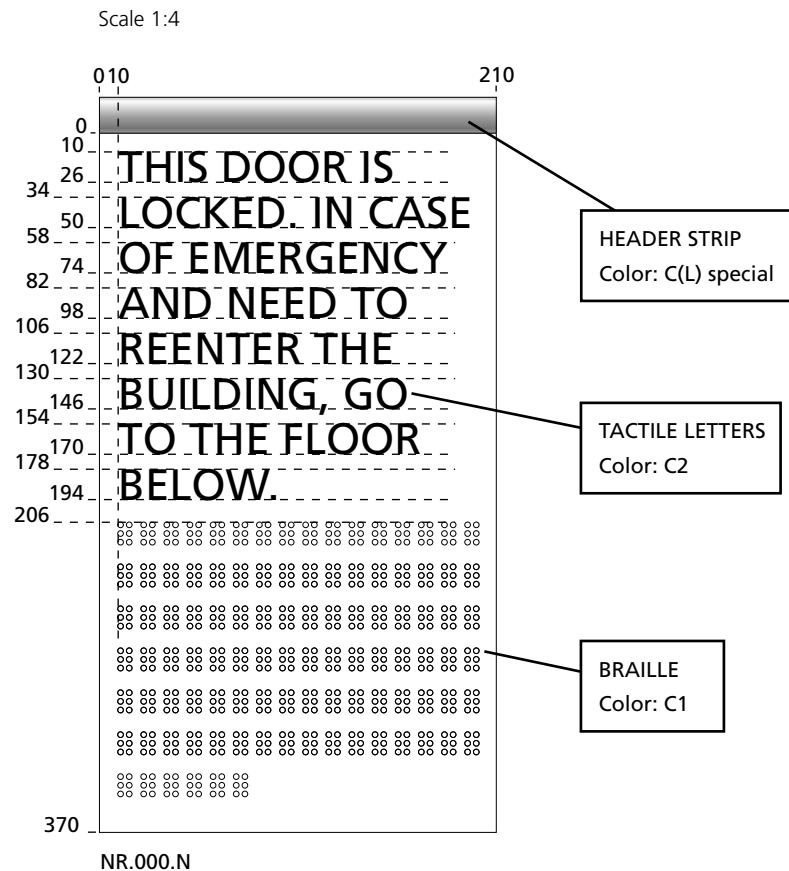 Scale 1:4
0 10 210
0
10
THIS DOOR IS
26
34
LOCKED. IN CASE
50
58
OF EMERGENCY
74
82
AND NEED TO
98
106
REENTER THE
122
130
BUILDING, GO
146
154
TO THE FLOOR
170
178
BELOW.
194
206
370
NR.000.N
HEADER STRIP
Color: C(L) special
TACTILE LETTERS
Color: C2
BRAILLE
Color: C1